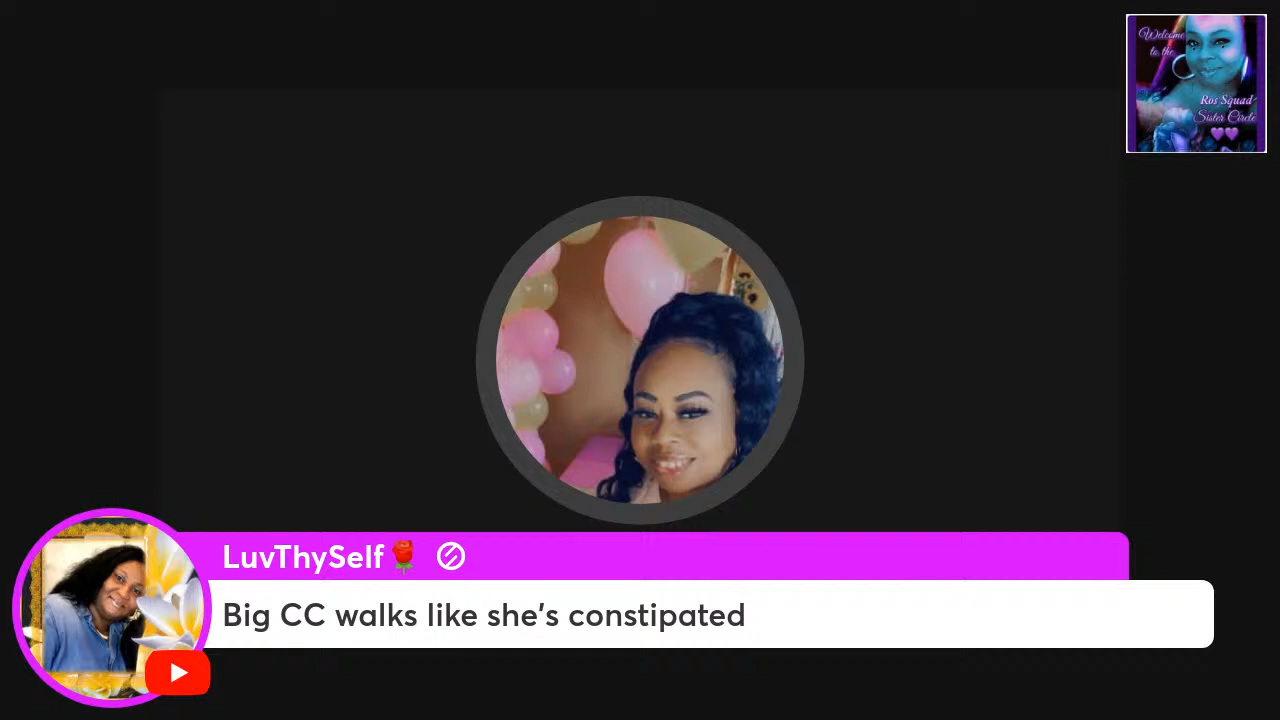 Welcome
to the
Ros Squad
Sister Circle
LuvThySelf🌹
Big CC walks like she's constipated